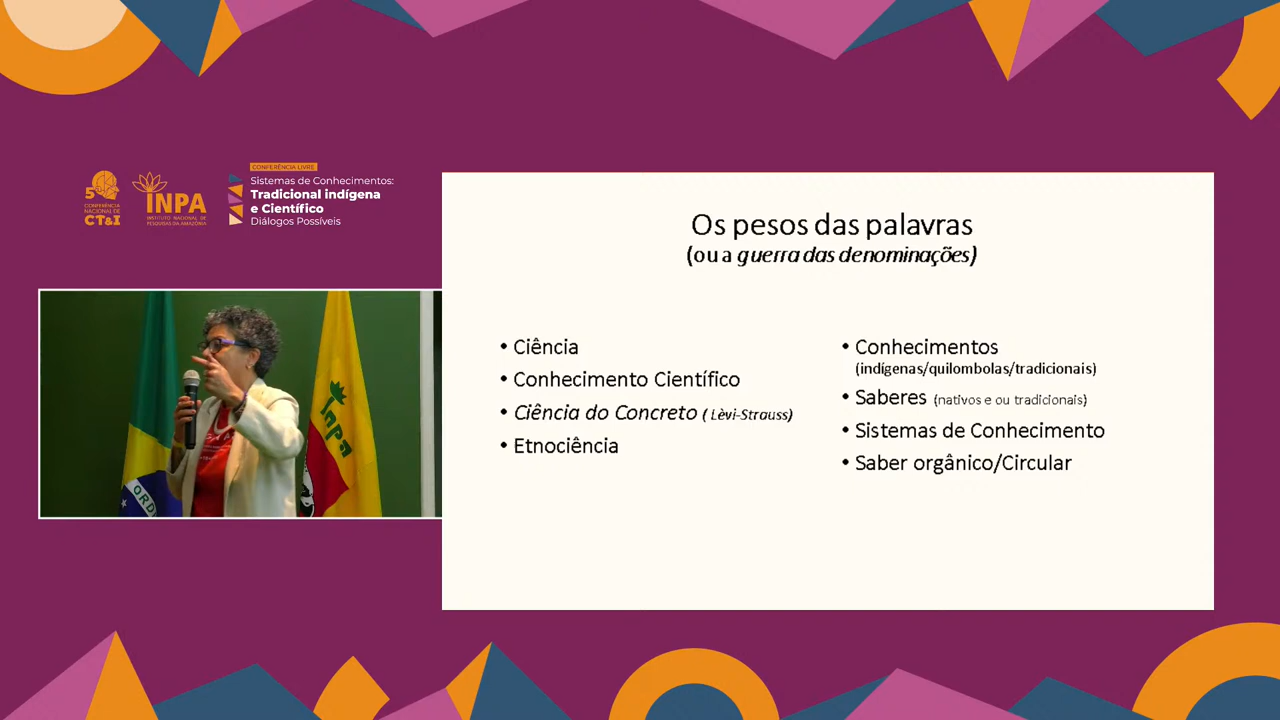 5ª
CONFERÊNCIA
NACIONAL DE
CT&I
INPA
INSTITUTO NACIONAL DE
PESQUISAS DA AMAZÔNIA
CONFERÊNCIA LIVRE
Sistemas de Conhecimentos:
Tradicional indígena
e Científico
Diálogos Possíveis
Os pesos das palavras
(ou a guerra das denominações)
• Ciência
• Conhecimento Científico
• Ciência do Concreto ( Lèvi-Strauss)
• Etnociência
• Conhecimentos
(indígenas/quilombolas/tradicionais)
• Saberes (nativos e ou tradicionais)
• Sistemas de Conhecimento
• Saber orgânico/Circular
ORD
Inpa